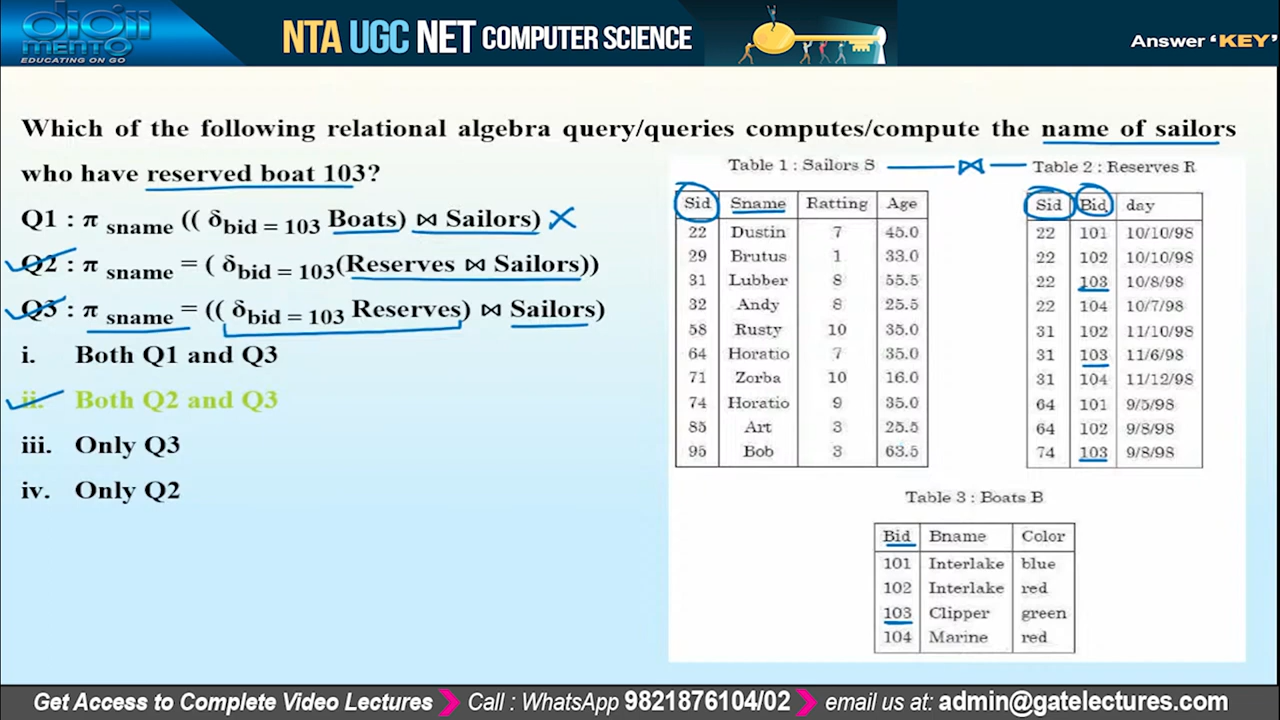 didii
MENTO
EDUCATING ON GO
NTA UGC NET COMPUTER SCIENCE
Answer ‘KEY’
Which of the following relational algebra query/queries computes/compute the name of sailors
who have reserved boat 103?
Q1 : π sname (( δbid = 103 Boats) ⋈ Sailors)
Q2 : π sname = ( δbid = 103(Reserves ⋈ Sailors))
Q3 : π sname = (( δbid = 103 Reserves) ⋈ Sailors)
i. Both Q1 and Q3
ii. Both Q2 and Q3
iii. Only Q3
iv. Only Q2
Table 1 : Sailors S ⋈ Table 2 : Reserves R
Sid Sname Ratting Age
22 Dustin 7 45.0
29 Brutus 1 33.0
31 Lubber 8 55.5
32 Andy 8 25.5
58 Rusty 10 35.0
64 Horatio 7 35.0
71 Zorba 10 16.0
74 Horatio 9 35.0
85 Art 3 25.5
95 Bob 3 63.5
Sid Bid day
22 101 10/10/98
22 102 10/10/98
22 103 10/8/98
22 104 10/7/98
31 102 11/10/98
31 103 11/6/98
31 104 11/12/98
64 101 9/5/98
64 102 9/8/98
74 103 9/8/98
Table 3 : Boats B
Bid Bname Color
101 Interlake blue
102 Interlake red
103 Clipper green
104 Marine red
Get Access to Complete Video Lectures Call : WhatsApp 9821876104/02 email us at: admin@gatelectures.com